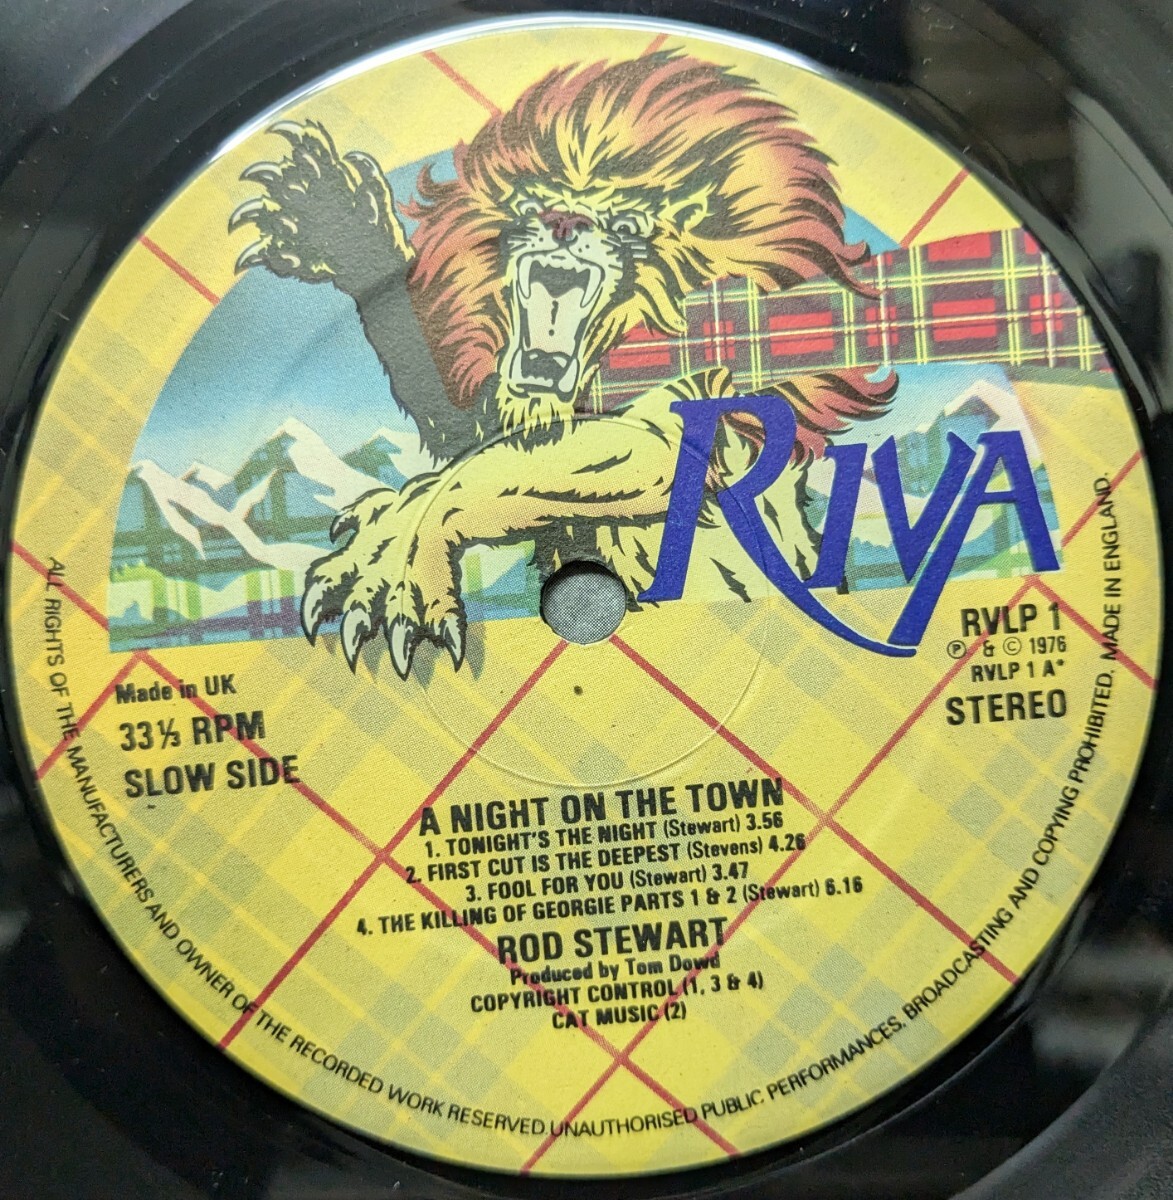 RIVA
RVLP 1
Ⓟ & © 1976
RVLP 1 A*
STEREO
Made in UK
33⅓ RPM
SLOW SIDE
A NIGHT ON THE TOWN
1. TONIGHT'S THE NIGHT (Stewart) 3.56
2. FIRST CUT IS THE DEEPEST (Stevens) 4.26
3. FOOL FOR YOU (Stewart) 3.47
4. THE KILLING OF GEORGIE PARTS 1 & 2 (Stewart) 6.16
ROD STEWART
Produced by Tom Dowd
COPYRIGHT CONTROL (1, 3 & 4)
CAT MUSIC (2)
ALL RIGHTS OF THE MANUFACTURERS AND OWNER OF THE RECORDED WORK RESERVED. UNAUTHORISED PUBLIC PERFORMANCES, BROADCASTING AND COPYING PROHIBITED. MADE IN ENGLAND.